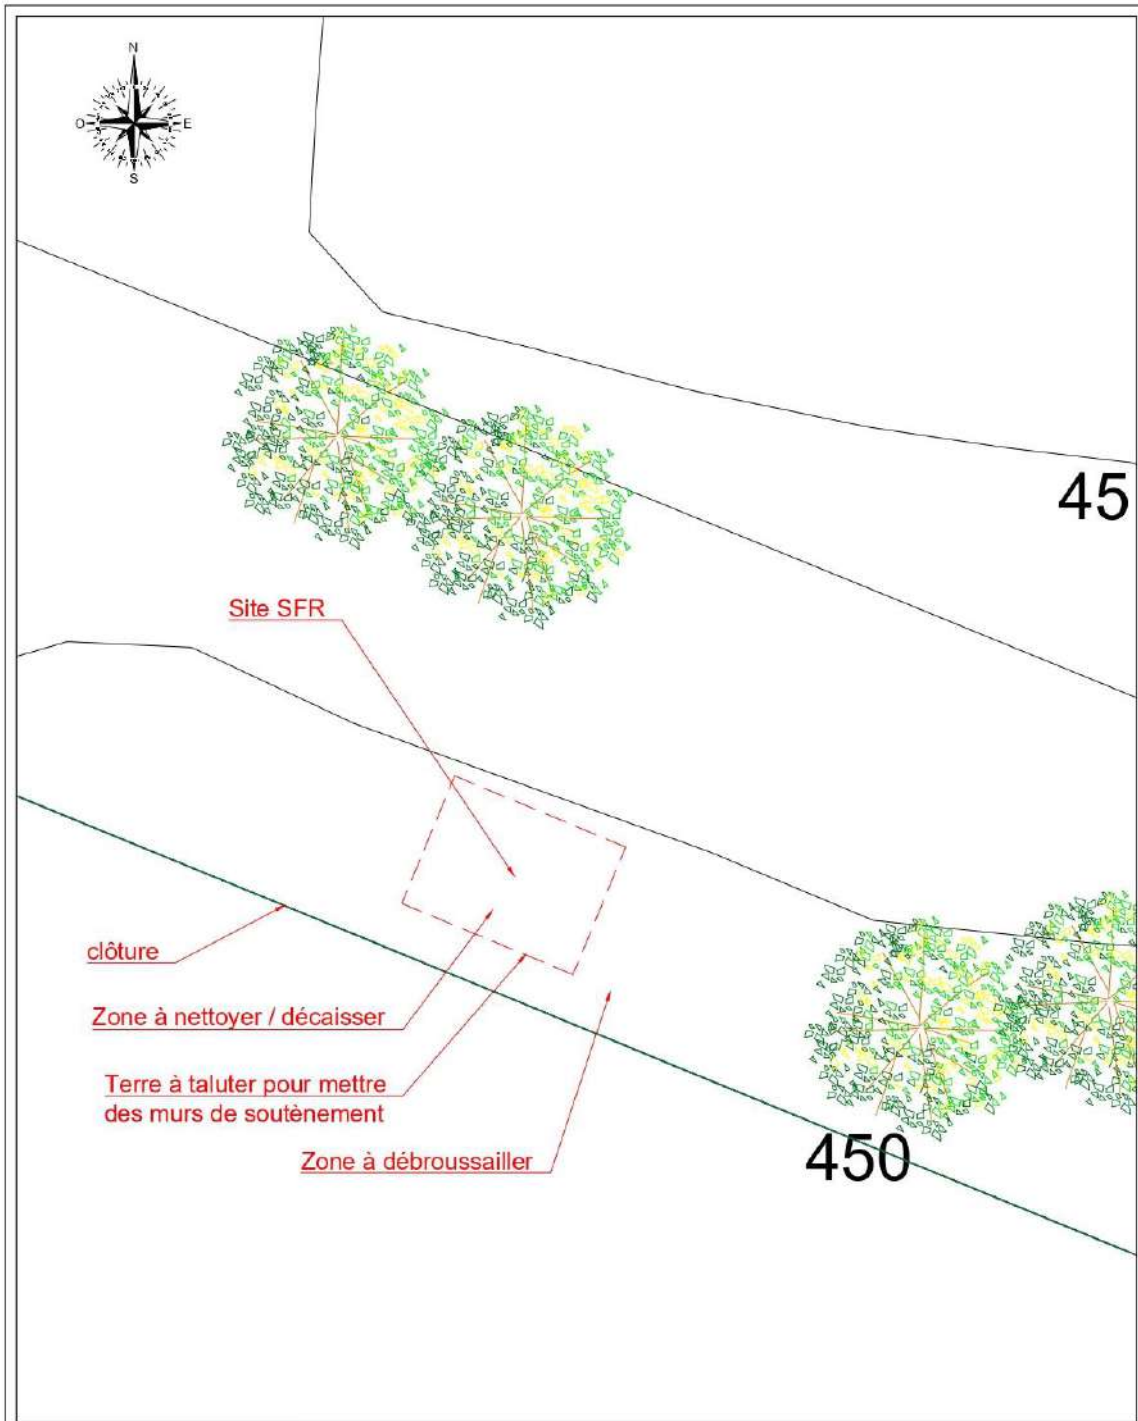 N
O E
S
45
Site SFR
clôture
Zone à nettoyer / décaisser
Terre à taluter pour mettre
des murs de soutènement
Zone à débroussailler
450